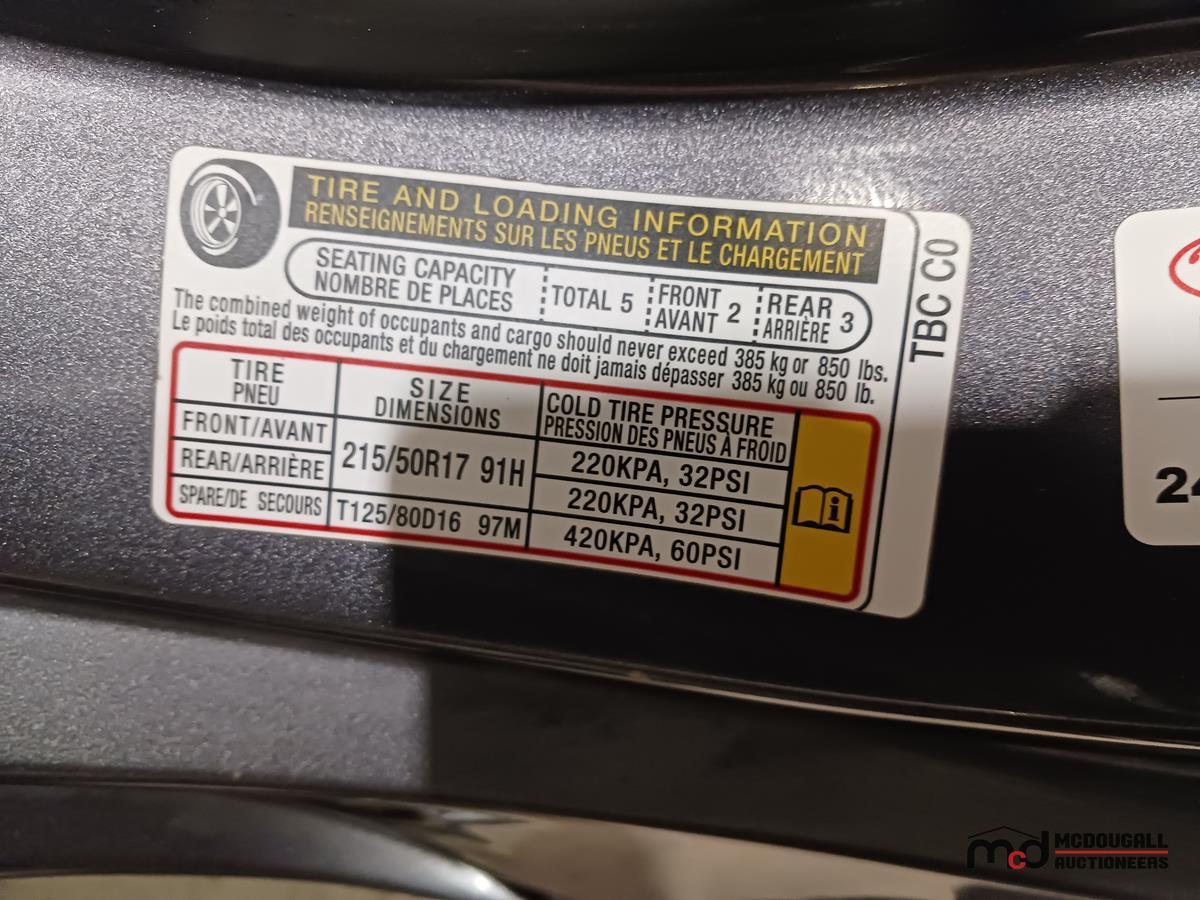 TIRE AND LOADING INFORMATION
RENSEIGNEMENTS SUR LES PNEUS ET LE CHARGEMENT
SEATING CAPACITY
NOMBRE DE PLACES
TOTAL 5
FRONT
AVANT 2
REAR
ARRIÈRE 3
The combined weight of occupants and cargo should never exceed 385 kg or 850 lbs.
Le poids total des occupants et du chargement ne doit jamais dépasser 385 kg ou 850 lb.
TIRE
PNEU
SIZE
DIMENSIONS
COLD TIRE PRESSURE
PRESSION DES PNEUS À FROID
FRONT/AVANT
215/50R17 91H
220KPA, 32PSI
REAR/ARRIÈRE
220KPA, 32PSI
SPARE/DE SECOURS
T125/80D16 97M
420KPA, 60PSI
TBC C0
24
mcd MCDOUGALL
AUCTIONEERS